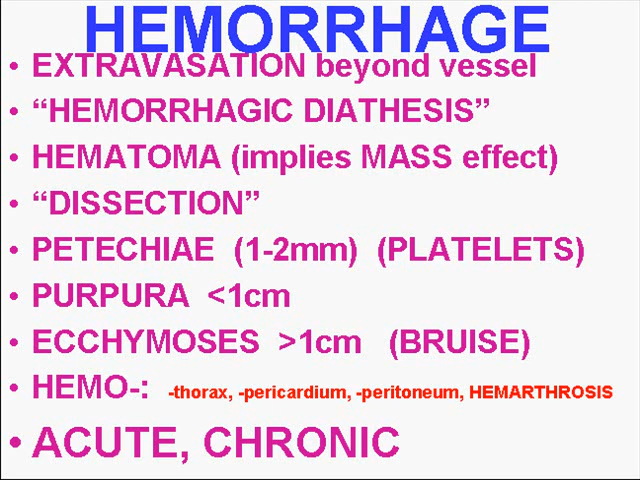 HEMORRHAGE
• EXTRAVASATION beyond vessel
• “HEMORRHAGIC DIATHESIS”
• HEMATOMA (implies MASS effect)
• “DISSECTION”
• PETECHIAE (1-2mm) (PLATELETS)
• PURPURA <1cm
• ECCHYMOSES >1cm (BRUISE)
• HEMO-: -thorax, -pericardium, -peritoneum, HEMARTHROSIS
• ACUTE, CHRONIC